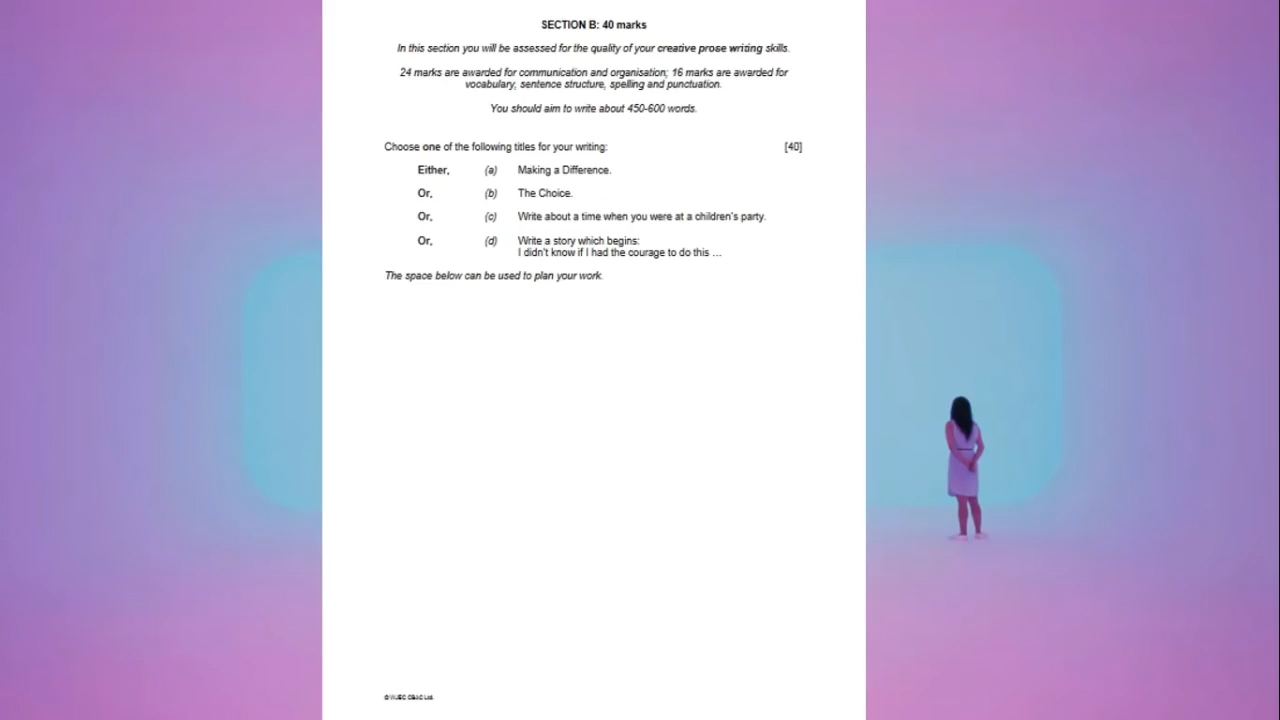 SECTION B: 40 marks
In this section you will be assessed for the quality of your creative prose writing skills.
24 marks are awarded for communication and organisation; 16 marks are awarded for
vocabulary, sentence structure, spelling and punctuation.
You should aim to write about 450-600 words.
Choose one of the following titles for your writing: [40]
Either, (a) Making a Difference.
Or, (b) The Choice.
Or, (c) Write about a time when you were at a children's party.
Or, (d) Write a story which begins:
I didn't know if I had the courage to do this ...
The space below can be used to plan your work.
© WJEC CBAC Ltd.